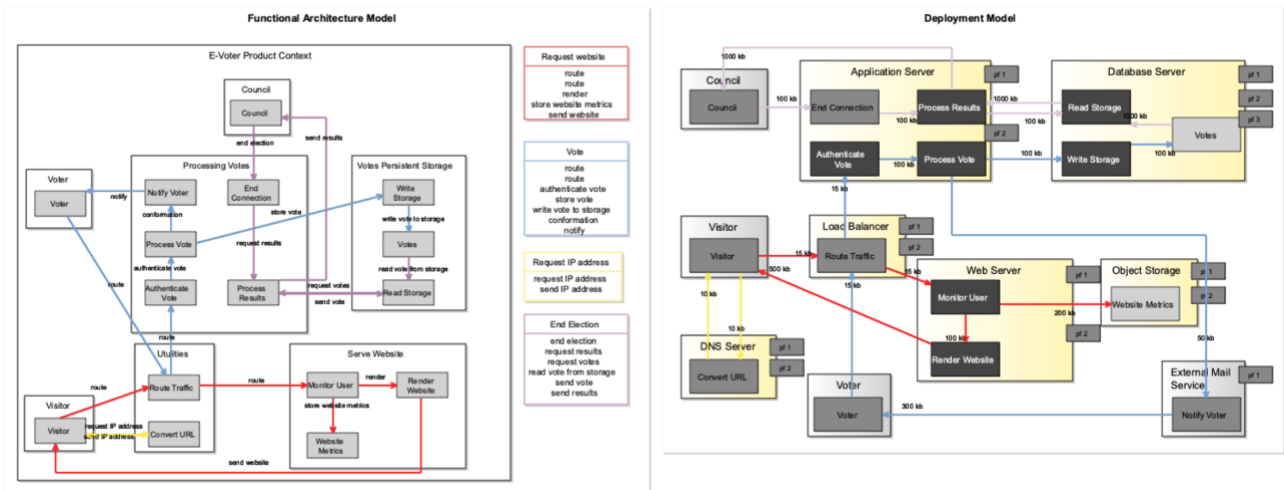 Functional Architecture Model
E-Voter Product Context
Council
Council
end election
send results
Processing Votes
Votes Persistent Storage
Voter
Voter
notify
Notify Voter
conformation
End
Connection
store vote
Write
Storage
write vote to storage
Process Vote
authenticate vote
request results
Votes
read vote from storage
route
Authenticate
Vote
Process
Results
request votes
send vote
Read Storage
route
Utulities
Serve Website
route
Route Traffic
route
Monitor User
render
Render
Website
store website metrics
Visitor
Visitor
request IP address
send IP address
Convert URL
Website
Metrics
send website
Request website
route
route
render
store website metrics
send website
Vote
route
route
authenticate vote
store vote
write vote to storage
conformation
notify
Request IP address
request IP address
send IP address
End Election
end election
request results
request votes
read vote from storage
send vote
send results
Deployment Model
1000 kb
Council
Council
100 kb
Application Server
pf 1
End Connection
100 kb
Process Results
1000 kb
100 kb
pf 2
Authenticate
Vote
100 kb
Process Vote
100 kb
15 kb
Database Server
pf 1
pf 2
pf 3
Read Storage
1000 kb
Votes
Write Storage
100 kb
Visitor
Visitor
15 kb
500 kb
Load Balancer
pf 1
pf 2
Route Traffic
15 kb
15 kb
Web Server
pf 1
pf 2
Monitor User
100 kb
Render Website
200 kb
Object Storage
pf 1
pf 2
Website Metrics
10 kb
10 kb
DNS Server
pf 1
pf 2
Convert URL
Voter
Voter
300 kb
50 kb
External Mail
Service
pf 1
Notify Voter